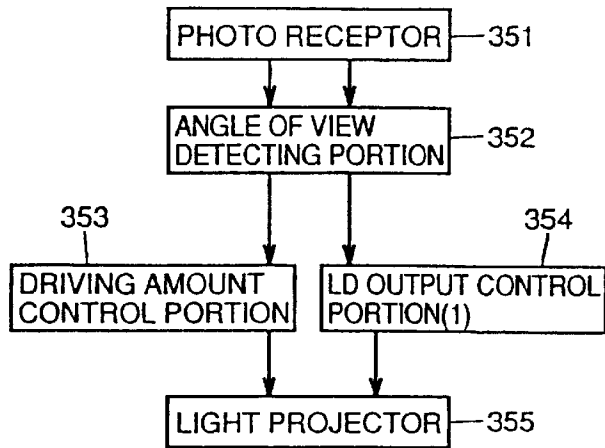 PHOTO RECEPTOR
351
ANGLE OF VIEW
DETECTING PORTION
352
353
354
DRIVING AMOUNT
CONTROL PORTION
LD OUTPUT CONTROL
PORTION(1)
LIGHT PROJECTOR
355